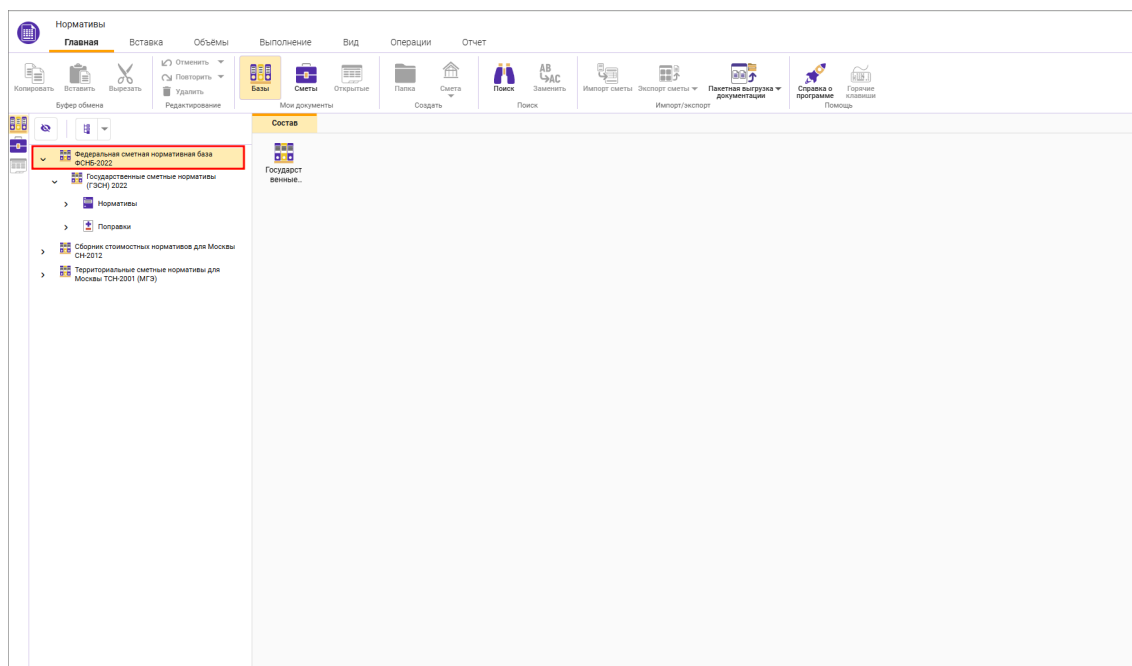 Нормативы
Главная Вставка Объёмы Выполнение Вид Операции Отчет
Копировать Вставить Вырезать
Отменить
Повторить
Удалить
Базы Сметы Открытые
Папка Смета
Поиск
AB
AC
Заменить
Импорт сметы Экспорт сметы Пакетная выгрузка документации
Справка о программе
Горячие клавиши
Буфер обмена Редактирование Мои документы Создать Поиск Импорт/экспорт Помощь
Состав
Федеральная сметная нормативная база
ФСНБ-2022
Государственные сметные нормативы
(ГЭСН) 2022
Нормативы
Поправки
Сборник стоимостных нормативов для Москвы
СН-2012
Территориальные сметные нормативы для
Москвы ТСН-2001 (МГЭ)
Государст
венные..